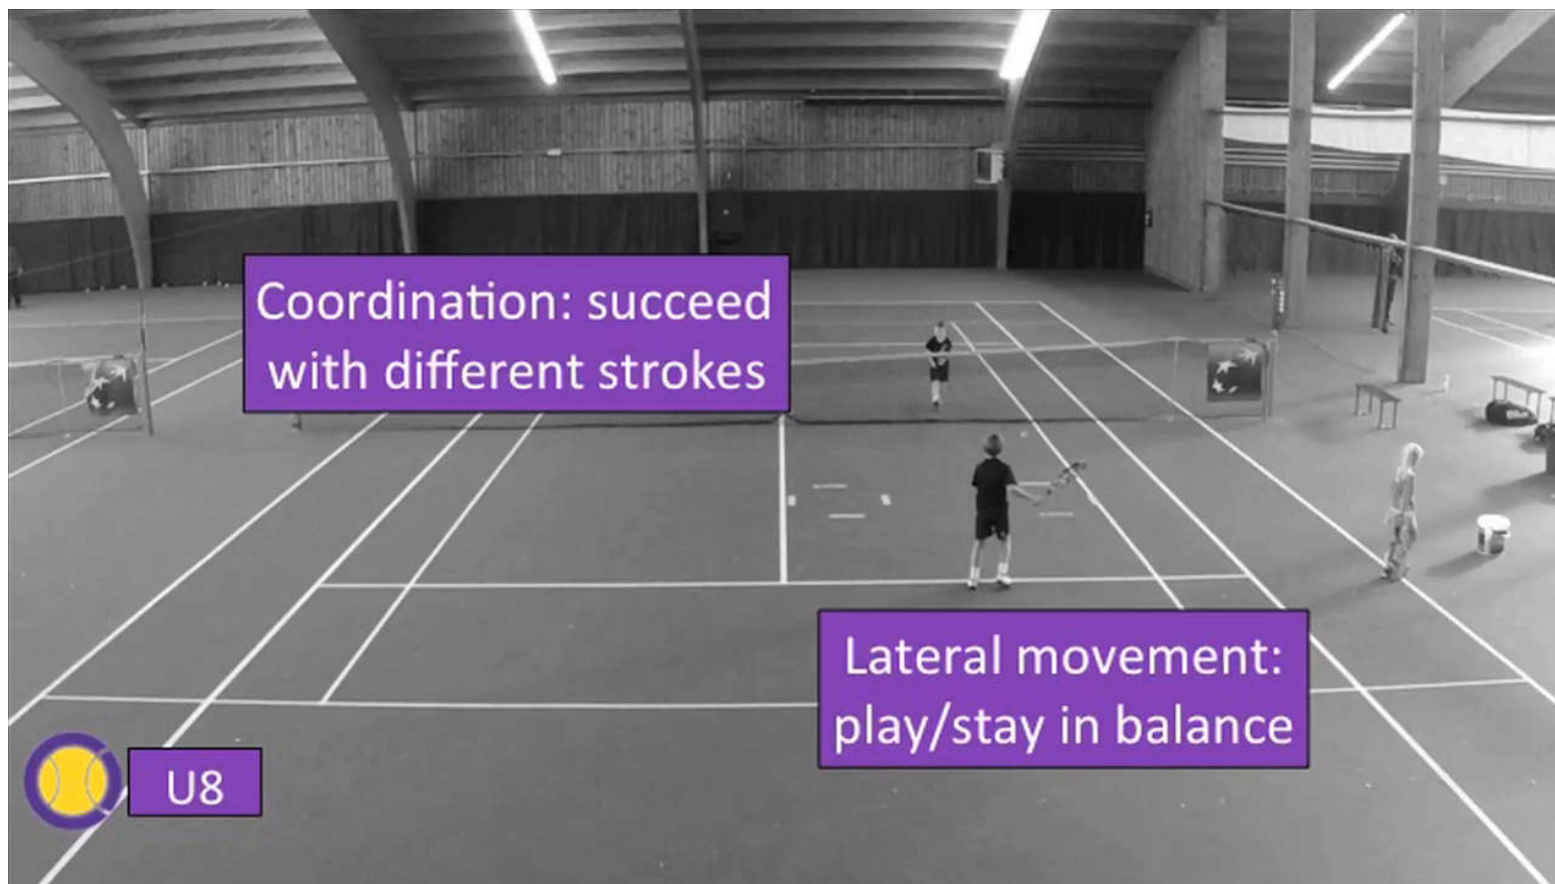 Coordination: succeed
with different strokes
Lateral movement:
play/stay in balance
U8